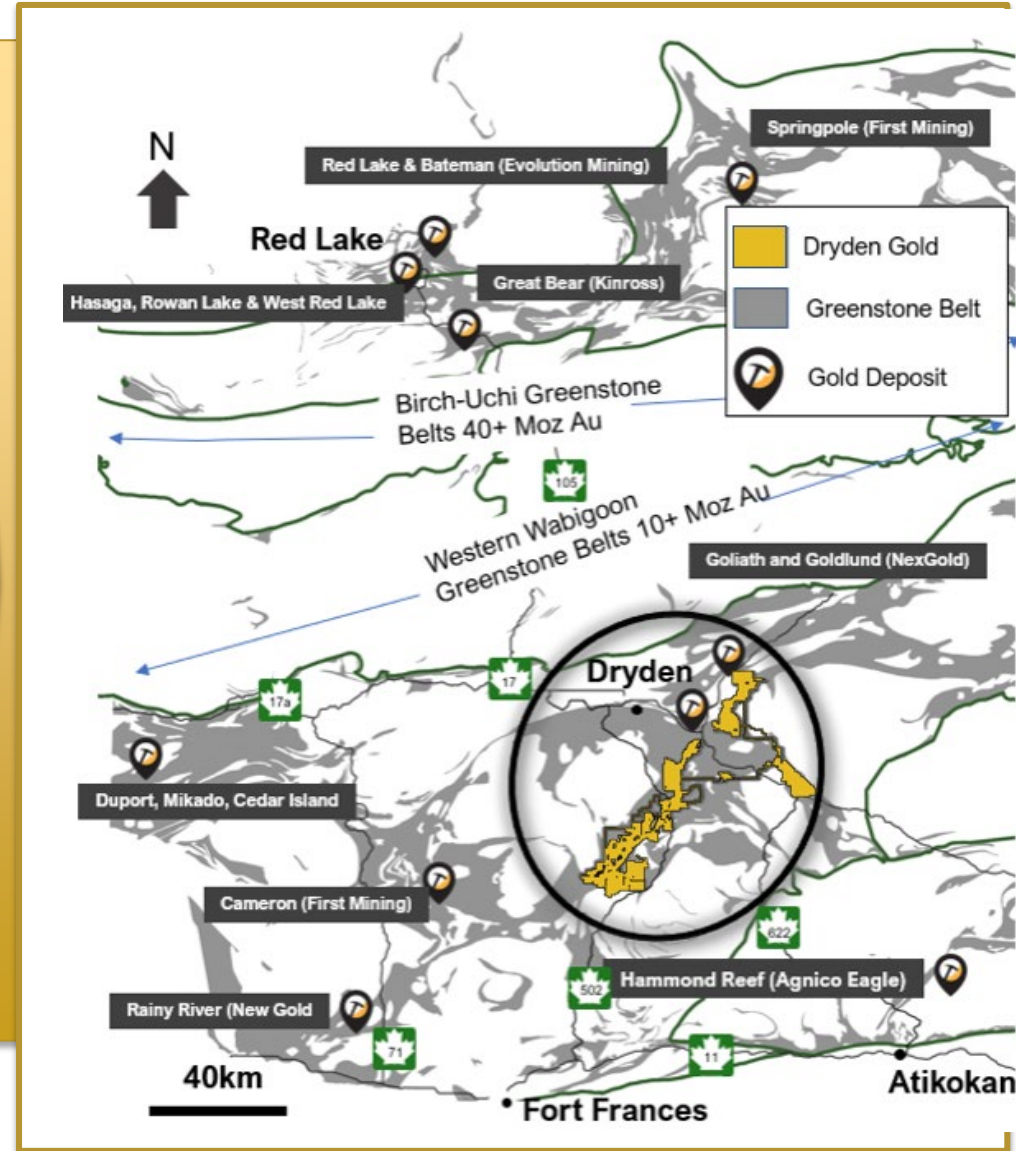 Springpole (First Mining)
N
Red Lake & Bateman (Evolution Mining)
Red Lake
Great Bear (Kinross)
Hasaga, Rowan Lake & West Red Lake
Dryden Gold
Greenstone Belt
Gold Deposit
Birch-Uchi Greenstone
Belts 40+ Moz Au
105
Western Wabigoon
Greenstone Belts 10+ Moz Au
Goliath and Goldlund (NexGold)
Dryden
17
17a
Duport, Mikado, Cedar Island
Cameron (First Mining)
622
Hammond Reef (Agnico Eagle)
502
Rainy River (New Gold
71
11
40km
Atikokan
Fort Frances